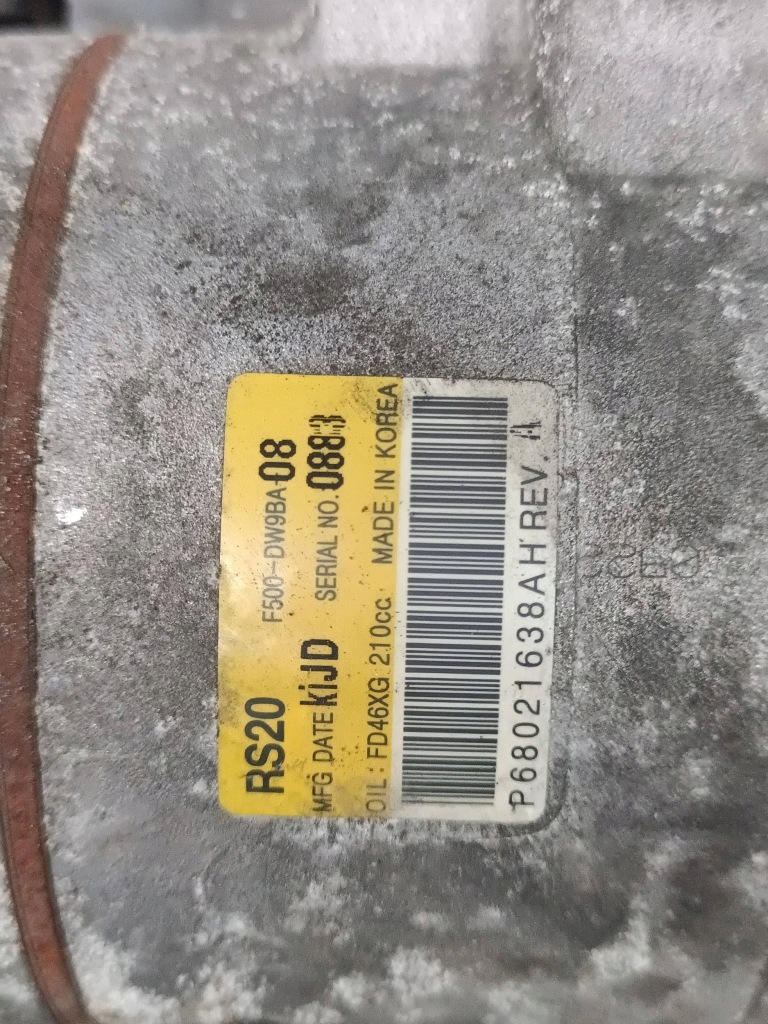 RS20 F500-DW9BA-08
MFG DATE kiJD SERIAL NO. 0883
OIL : FD46XG 210cc MADE IN KOREA
P68021638AH REV. A